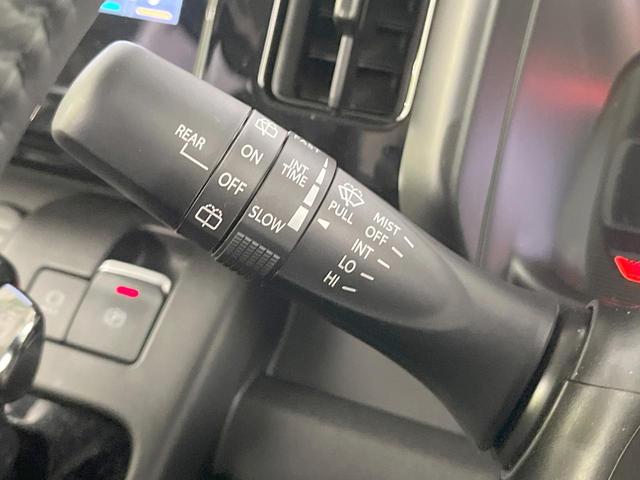 REAR
ON
OFF
FAST
INT
TIME
SLOW
PULL
MIST
OFF
INT
LO
HI